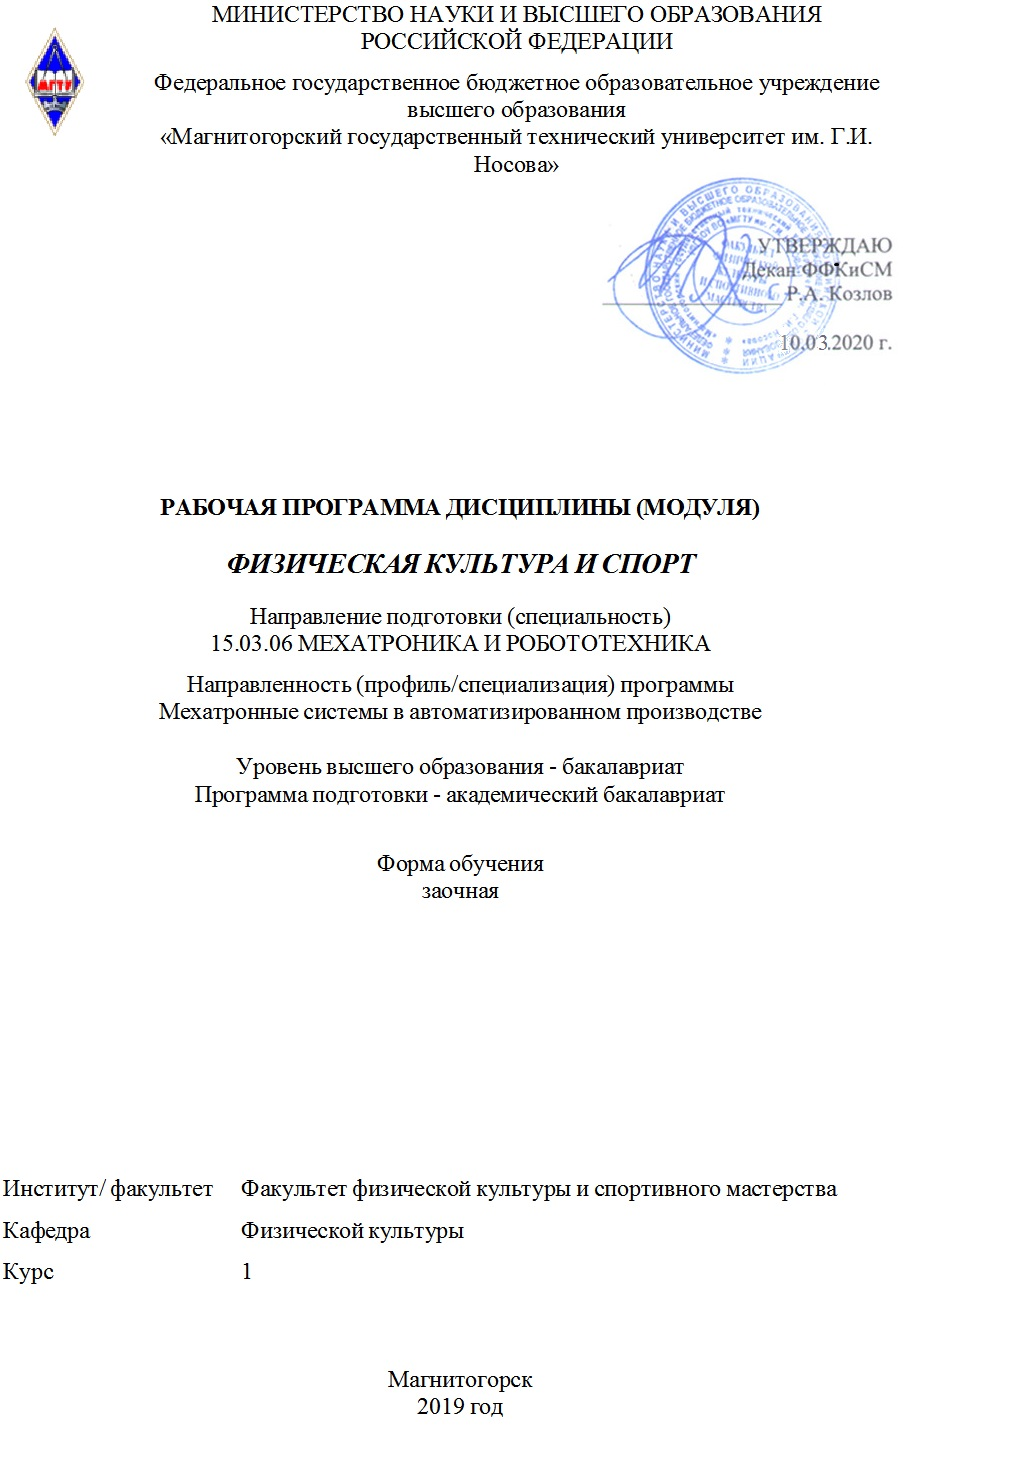 МИНИСТЕРСТВО НАУКИ И ВЫСШЕГО ОБРАЗОВАНИЯ
РОССИЙСКОЙ ФЕДЕРАЦИИ
МГТУ
Федеральное государственное бюджетное образовательное учреждение
высшего образования
«Магнитогорский государственный технический университет им. Г.И.
Носова»
УТВЕРЖДАЮ
Декан ФФКиСМ
Р.А. Козлов
10.03.2020 г.
РАБОЧАЯ ПРОГРАММА ДИСЦИПЛИНЫ (МОДУЛЯ)
ФИЗИЧЕСКАЯ КУЛЬТУРА И СПОРТ
Направление подготовки (специальность)
15.03.06 МЕХАТРОНИКА И РОБОТОТЕХНИКА
Направленность (профиль/специализация) программы
Мехатронные системы в автоматизированном производстве
Уровень высшего образования - бакалавриат
Программа подготовки - академический бакалавриат
Форма обучения
заочная
Институт/ факультет Факультет физической культуры и спортивного мастерства
Кафедра Физической культуры
Курс 1
Магнитогорск
2019 год